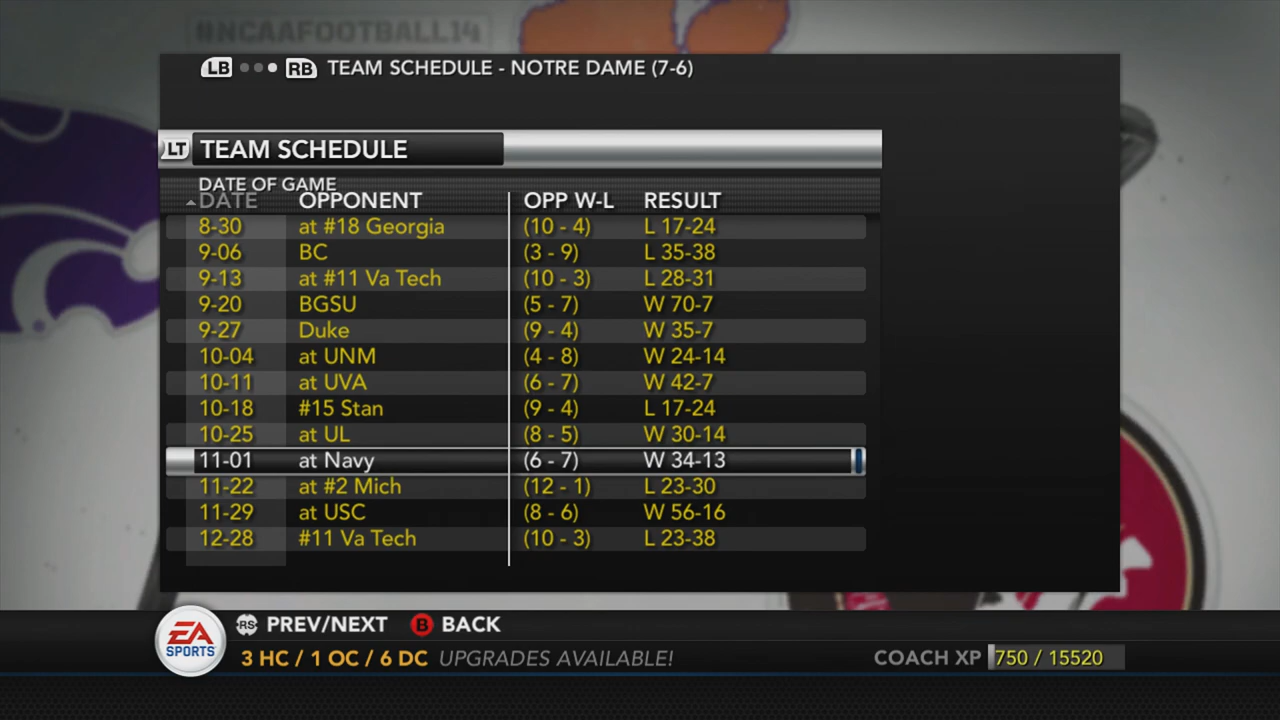 #NCAAFOOTBALL14
LB RB TEAM SCHEDULE - NOTRE DAME (7-6)
LT TEAM SCHEDULE
DATE OF GAME
DATE OPPONENT OPP W-L RESULT
8-30 at #18 Georgia (10 - 4) L 17-24
9-06 BC (3 - 9) L 35-38
9-13 at #11 Va Tech (10 - 3) L 28-31
9-20 BGSU (5 - 7) W 70-7
9-27 Duke (9 - 4) W 35-7
10-04 at UNM (4 - 8) W 24-14
10-11 at UVA (6 - 7) W 42-7
10-18 #15 Stan (9 - 4) L 17-24
10-25 at UL (8 - 5) W 30-14
11-01 at Navy (6 - 7) W 34-13
11-22 at #2 Mich (12 - 1) L 23-30
11-29 at USC (8 - 6) W 56-16
12-28 #11 Va Tech (10 - 3) L 23-38
EA SPORTS
RS PREV/NEXT B BACK
3 HC / 1 OC / 6 DC UPGRADES AVAILABLE!
COACH XP 750 / 15520